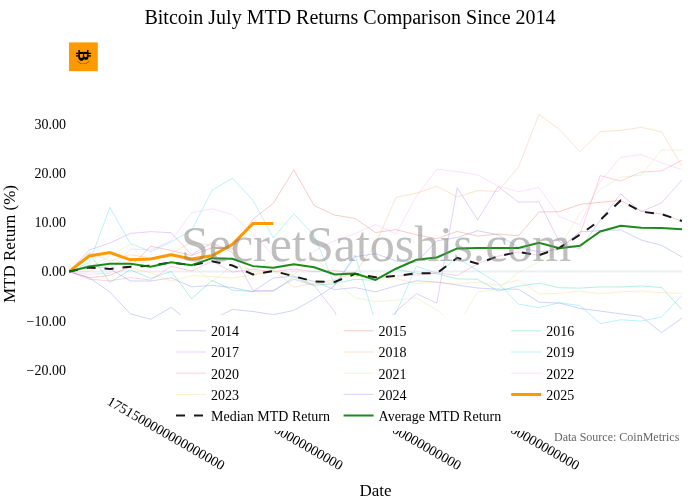 Bitcoin July MTD Returns Comparison Since 2014
30.00
20.00
10.00
0.00
−10.00
−20.00
MTD Return (%)
SecretSatoshis.com
2014 2015 2016
2017 2018 2019
2020 2021 2022
2023 2024 2025
Median MTD Return Average MTD Return
1751500000000000000
Data Source: CoinMetrics
Date